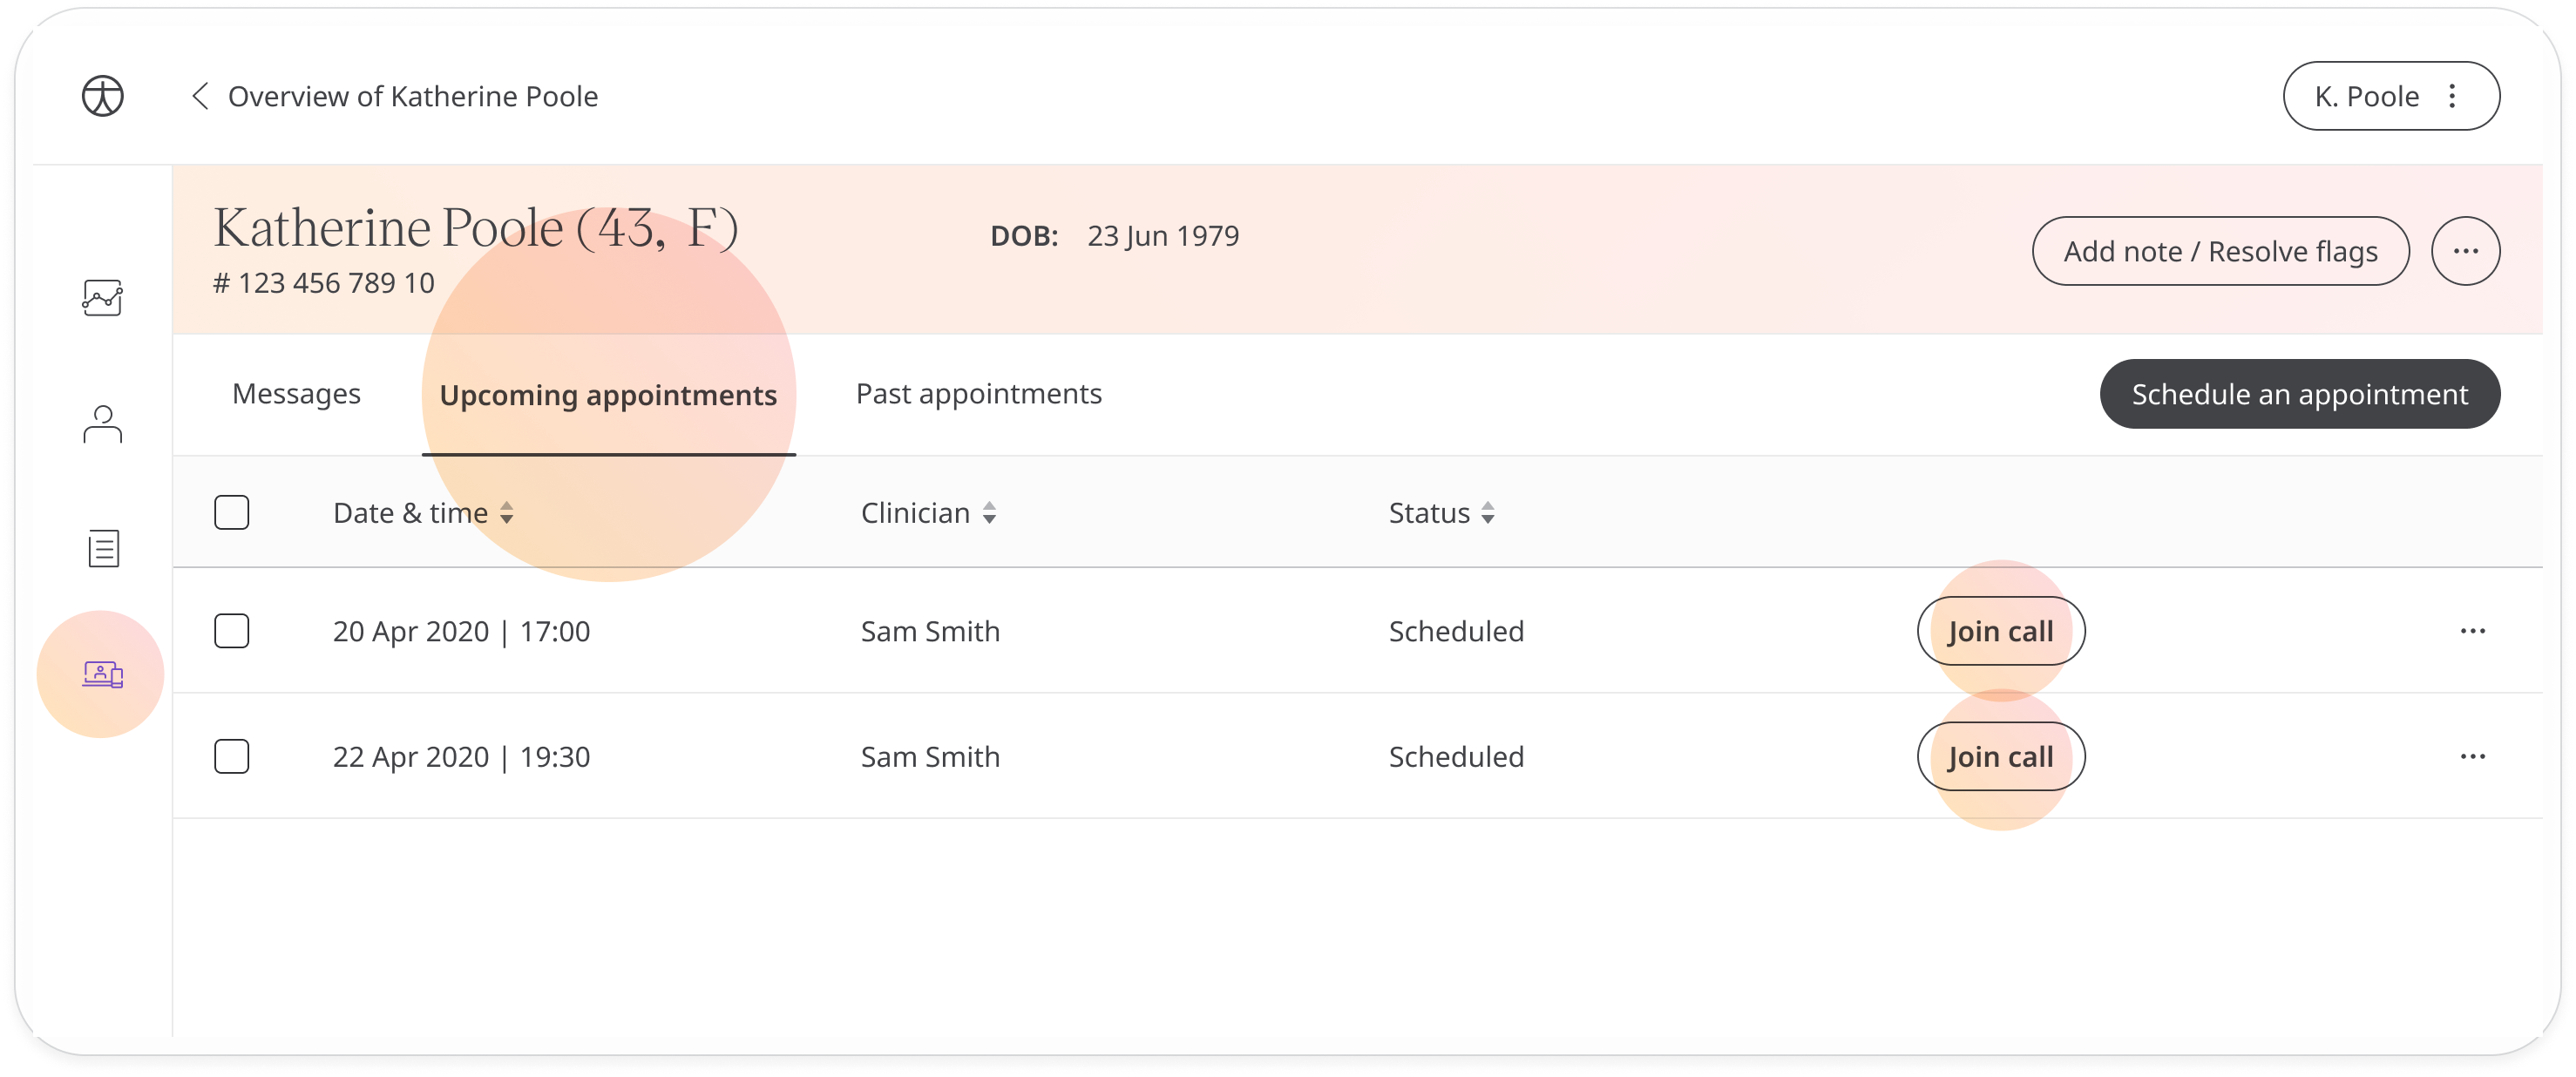 Overview of Katherine Poole
K. Poole
Katherine Poole (43, F)
DOB: 23 Jun 1979
# 123 456 789 10
Add note / Resolve flags
Messages
Upcoming appointments
Past appointments
Schedule an appointment
Date & time
Clinician
Status
20 Apr 2020 | 17:00
Sam Smith
Scheduled
Join call
22 Apr 2020 | 19:30
Sam Smith
Scheduled
Join call